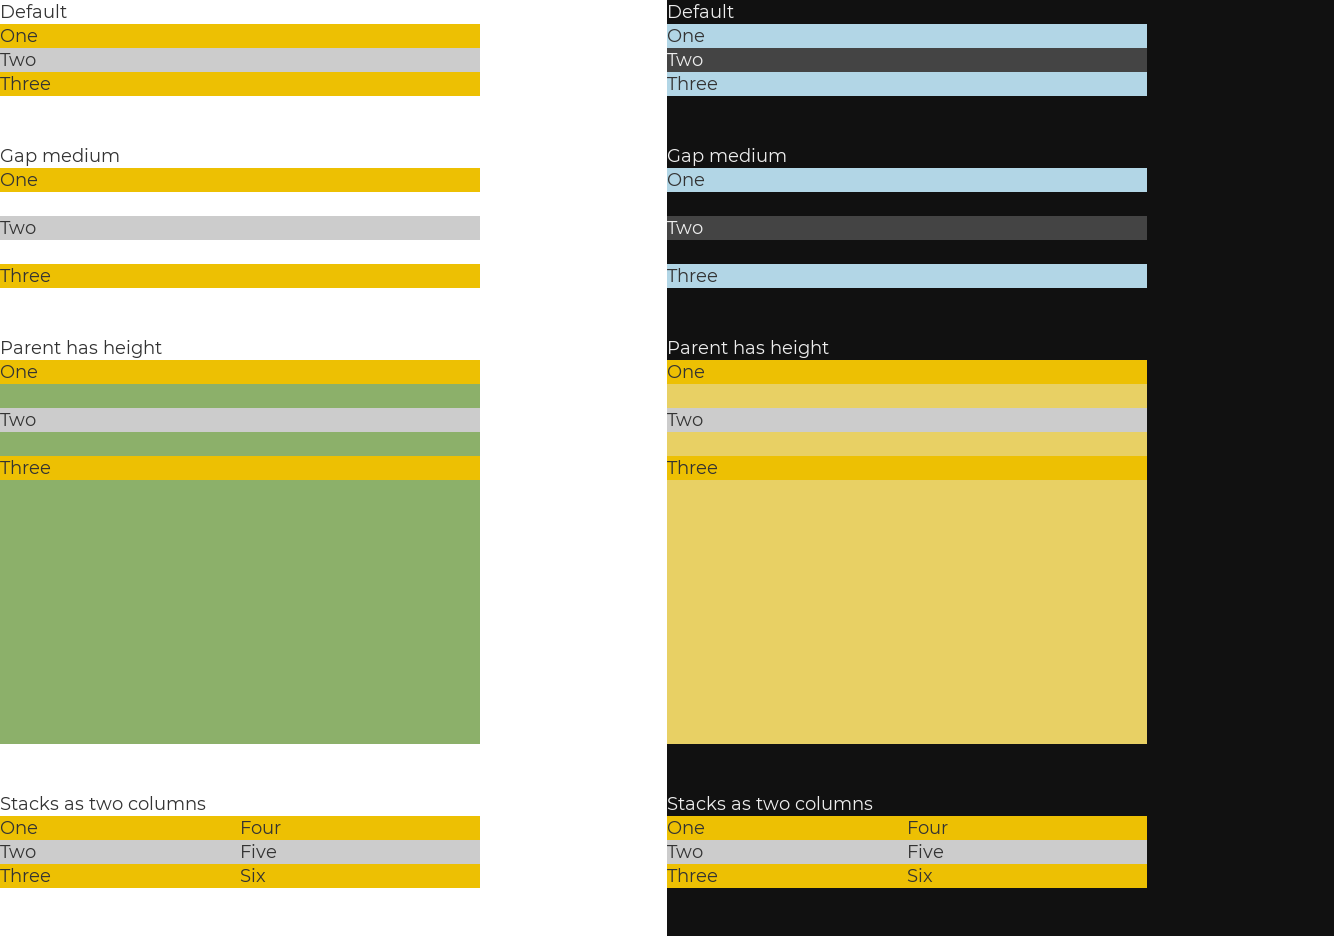 Default
One
Two
Three
Gap medium
One
Two
Three
Parent has height
One
Two
Three
Stacks as two columns
One Four
Two Five
Three Six
Default
One
Two
Three
Gap medium
One
Two
Three
Parent has height
One
Two
Three
Stacks as two columns
One Four
Two Five
Three Six